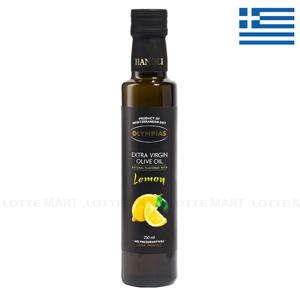 PRODUCT OF
MEDITERRANEAN DIET
OLYMPIAS
EXTRA VIRGIN
OLIVE OIL
Lemon
250 ml
NO PRESERVATIVES
LOTTE MART LOTTE MART